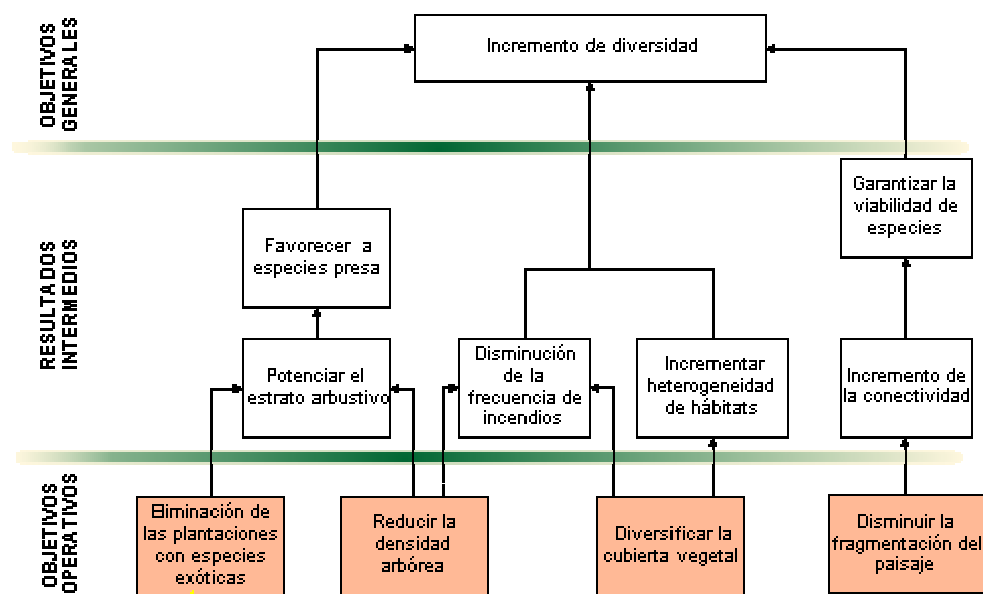 OBJETIVOS
GENERALES
Incremento de diversidad
RESULTADOS
INTERMEDIOS
Garantizar la
viabilidad de
especies
Favorecer a
especies presa
Potenciar el
estrato arbustivo
Disminución
de la
frecuencia de
incendios
Incrementar
heterogeneidad
de hábitats
Incremento de
la conectividad
OBJETIVOS
OPERATIVOS
Eliminación de
las plantaciones
con especies
exóticas
Reducir la
densidad
arbórea
Diversificar la
cubierta vegetal
Disminuir la
fragmentación del
paisaje